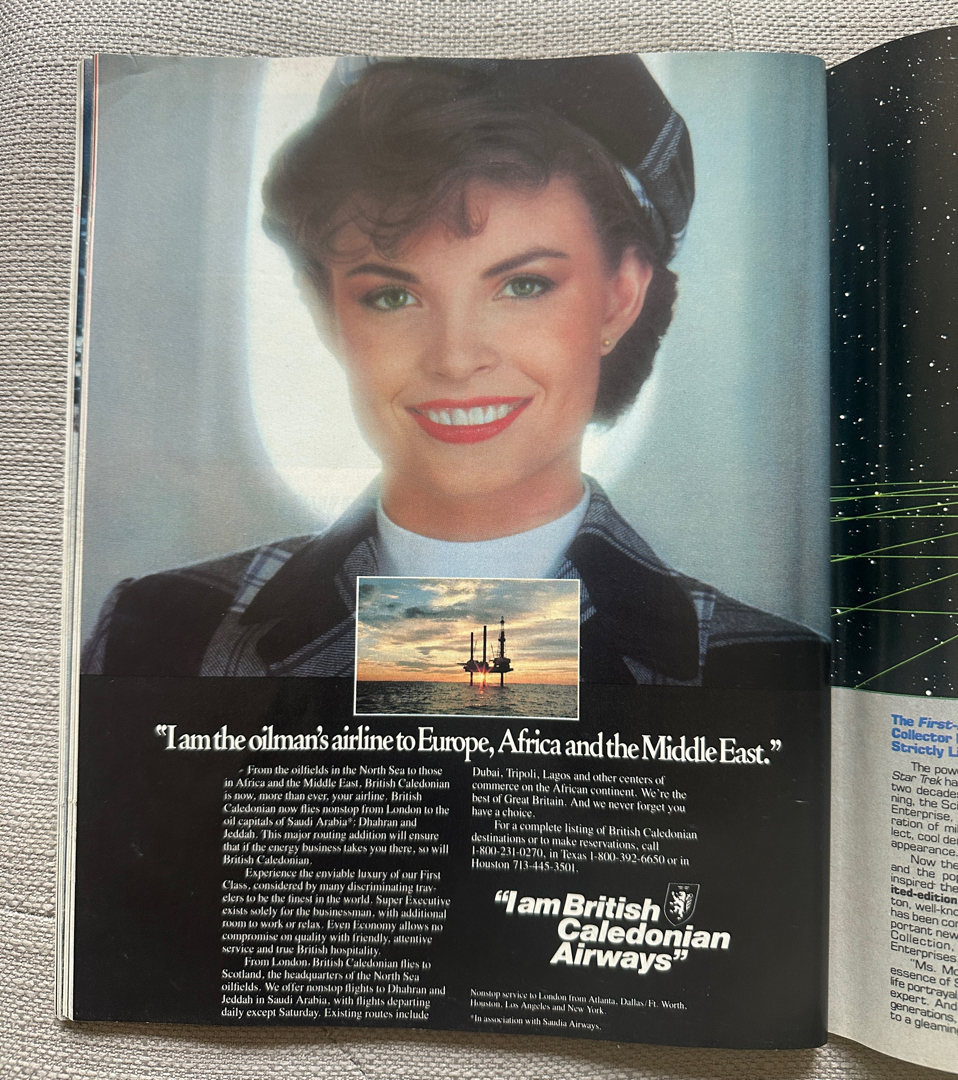 “I am the oilman's airline to Europe, Africa and the Middle East.”
From the oilfields in the North Sea to those
in Africa and the Middle East, British Caledonian
is now, more than ever, your airline. British
Caledonian now flies nonstop from London to the
oil capitals of Saudi Arabia*; Dhahran and
Jeddah. This major routing addition will ensure
that if the energy business takes you there, so will
British Caledonian.
Experience the enviable luxury of our First
Class, considered by many discriminating trav-
elers to be the finest in the world. Super Executive
exists solely for the businessman, with additional
room to work or relax. Even Economy allows no
compromise on quality with friendly, attentive
service and true British hospitality.
From London, British Caledonian flies to
Scotland, the headquarters of the North Sea
oilfields. We offer nonstop flights to Dhahran and
Jeddah in Saudi Arabia, with flights departing
daily except Saturday. Existing routes include
Dubai, Tripoli, Lagos and other centers of
commerce on the African continent. We're the
best of Great Britain. And we never forget you
have a choice.
For a complete listing of British Caledonian
destinations or to make reservations, call
1-800-231-0270, in Texas 1-800-392-6650 or in
Houston 713-445-3501.
“I am British
Caledonian
Airways”
Nonstop service to London from Atlanta, Dallas/Ft. Worth,
Houston, Los Angeles and New York.
*In association with Saudia Airways.
The First-
Collector
Strictly Li
The pow
Star Trek ha
two decades
ning, the Sci
Enterprise,
ration of mi
lect, cool der
appearance.
Now the
and the pop
inspired the
ited-edition
ton, well-kno
has been com
portant new
Collection,
Enterprises
"Ms. Mo
essence of S
life portrayal
expert. And
generations,
to a gleamin